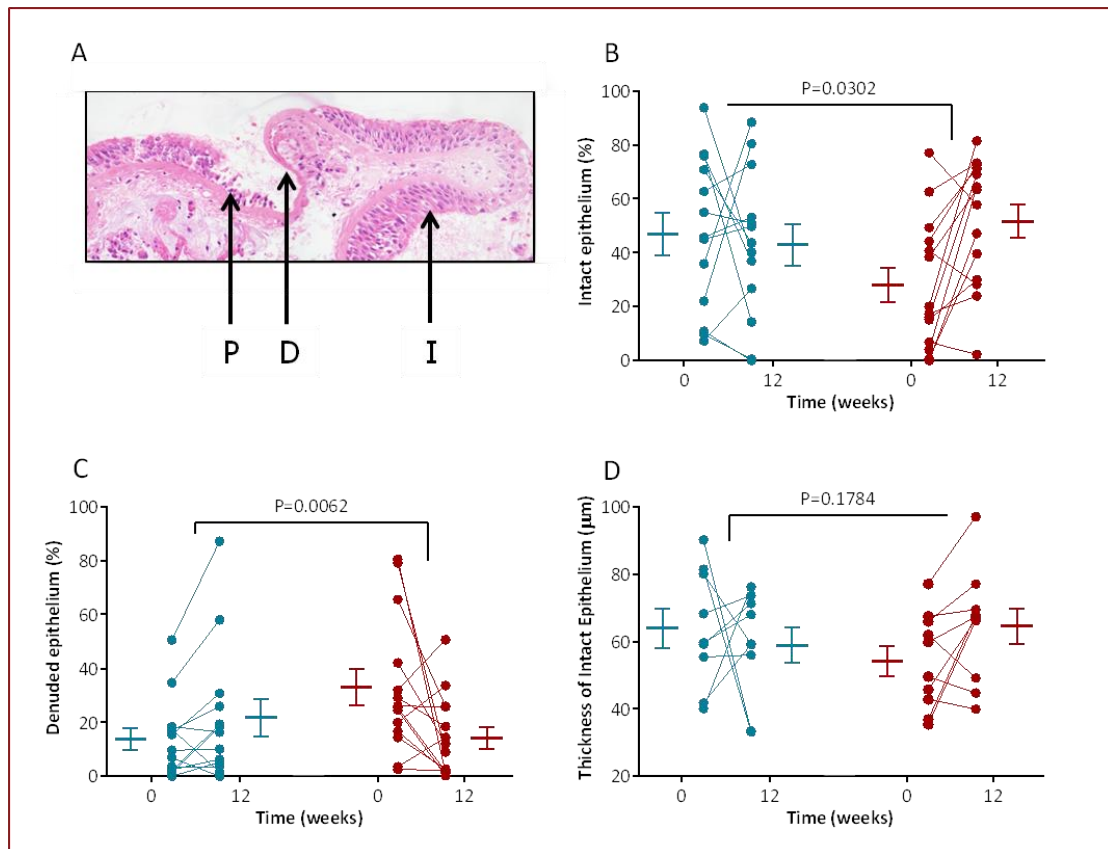 A
P
D
I
B
P=0.0302
Intact epithelium (%)
100
80
60
40
20
0
0
12
0
12
Time (weeks)
C
P=0.0062
Denuded epithelium (%)
100
80
60
40
20
0
0
12
0
12
Time (weeks)
D
P=0.1784
Thickness of Intact Epithelium (µm)
100
80
60
40
20
0
12
0
12
Time (weeks)